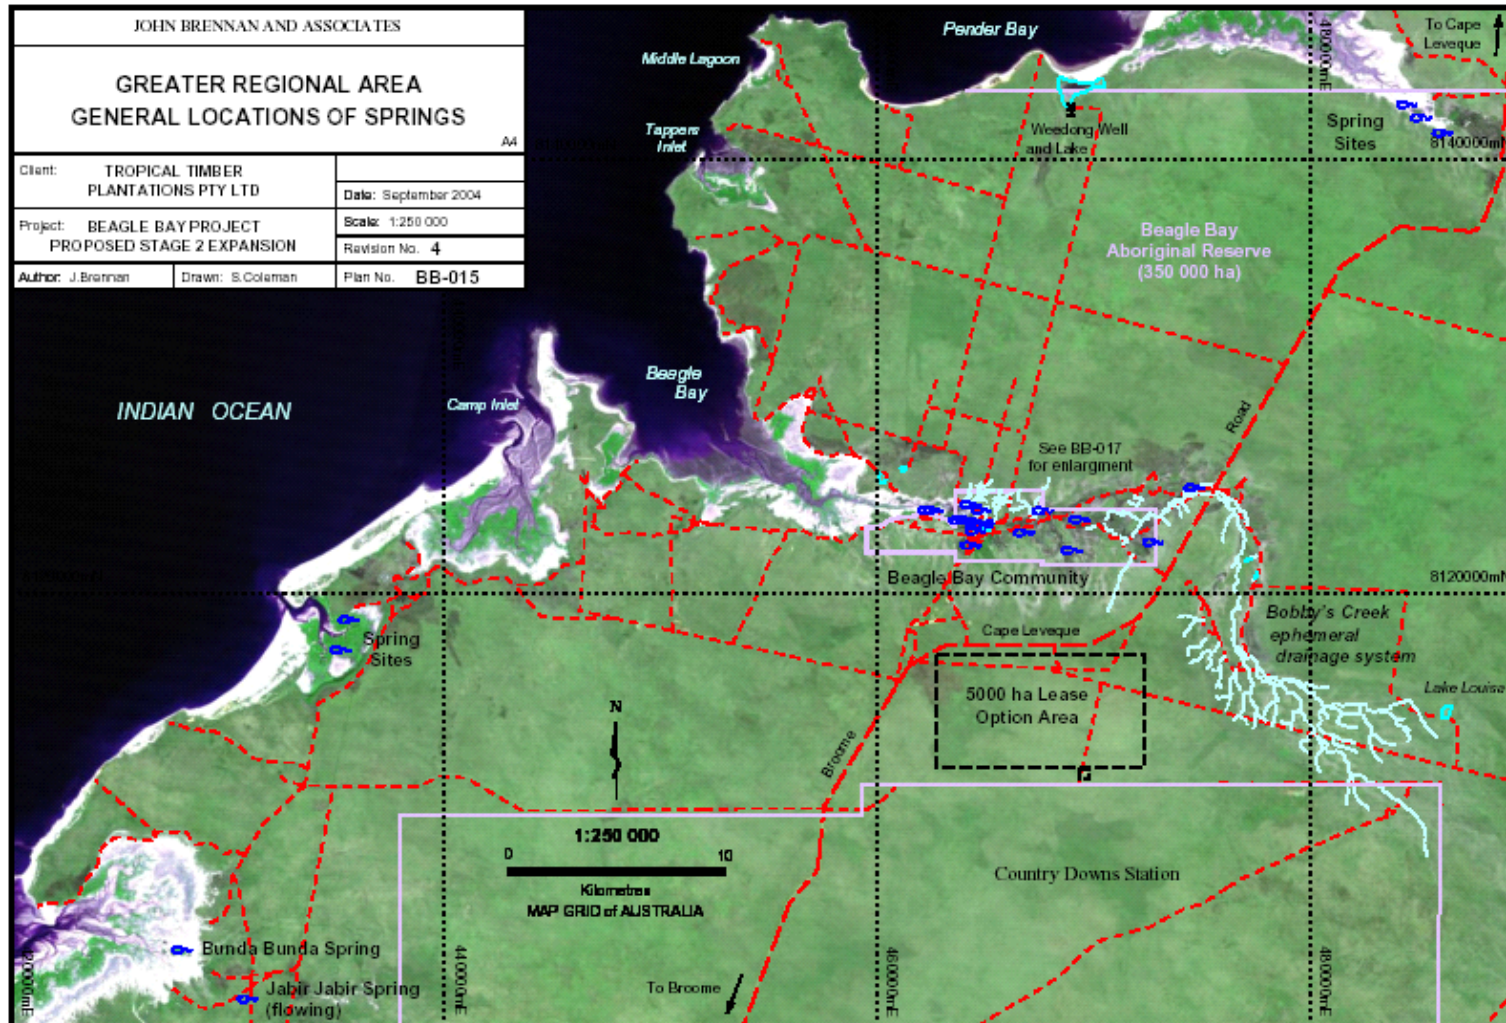 JOHN BRENNAN AND ASSOCIATES
GREATER REGIONAL AREA
GENERAL LOCATIONS OF SPRINGS
A4
Client: TROPICAL TIMBER
PLANTATIONS PTY LTD
Date: September 2004
Project: BEAGLE BAY PROJECT
PROPOSED STAGE 2 EXPANSION
Scale: 1:250 000
Revision No. 4
Author: J.Brennan
Drawn: S.Coleman
Plan No. BB-015
Pender Bay
Middle Lagoon
Tappers
Inlet
Weedong Well
and Lake
To Cape
Leveque
Spring
Sites
8140000mN
Beagle Bay
Aboriginal Reserve
(350 000 ha)
INDIAN OCEAN
Camp Inlet
Beagle
Bay
Road
See BB-017
for enlargment
Beagle Bay Community
8120000mN
Spring
Sites
Cape Leveque
Bobby's Creek
ephemeral
drainage system
Lake Louisa
5000 ha Lease
Option Area
N
Broome
1:250 000
0 10
Kilometres
MAP GRID of AUSTRALIA
Country Downs Station
Bunda Bunda Spring
Jabir Jabir Spring
(flowing)
To Broome
440000mE
460000mE
480000mE